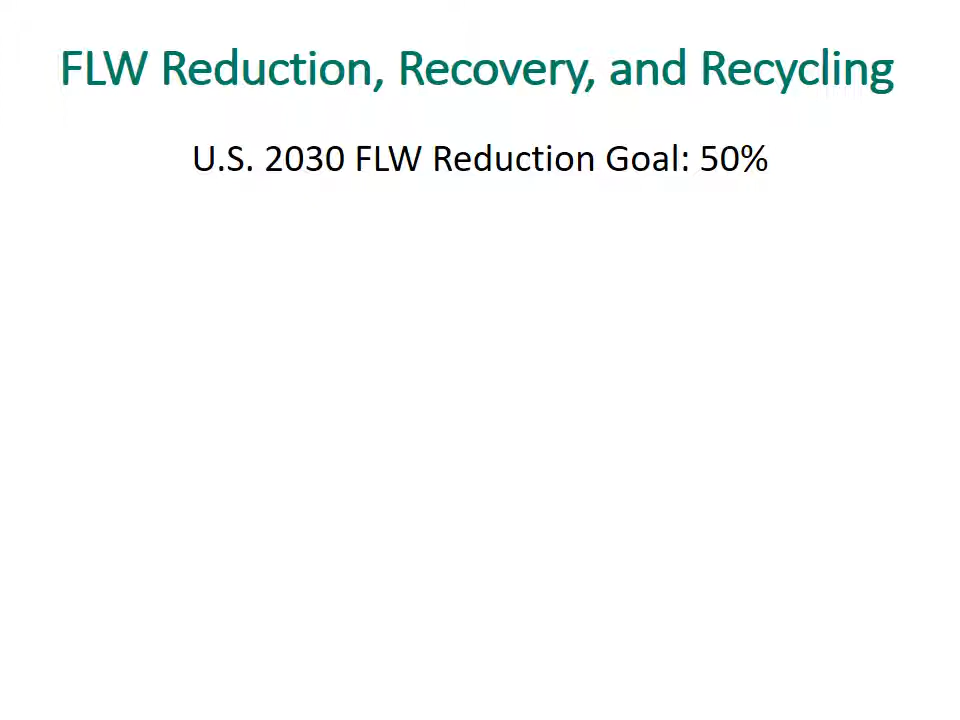 FLW Reduction, Recovery, and Recycling
U.S. 2030 FLW Reduction Goal: 50%